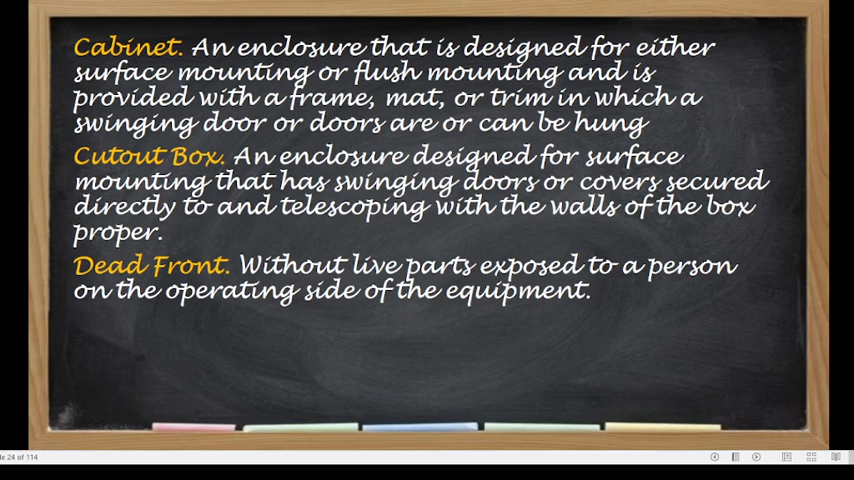 Cabinet. An enclosure that is designed for either
surface mounting or flush mounting and is
provided with a frame, mat, or trim in which a
swinging door or doors are or can be hung
Cutout Box. An enclosure designed for surface
mounting that has swinging doors or covers secured
directly to and telescoping with the walls of the box
proper.
Dead Front. Without live parts exposed to a person
on the operating side of the equipment.
de 24 of 114